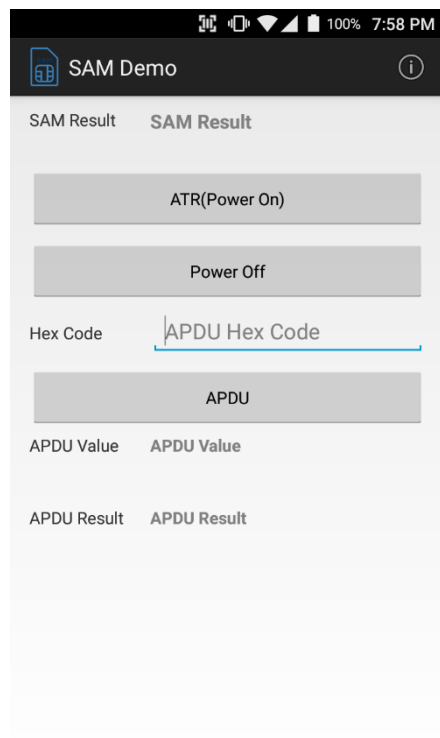 100% 7:58 PM
SAM Demo
SAM Result SAM Result
ATR(Power On)
Power Off
Hex Code APDU Hex Code
APDU
APDU Value APDU Value
APDU Result APDU Result